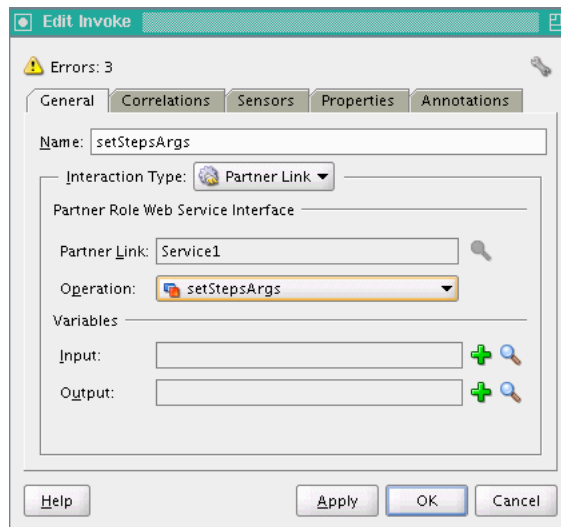 Edit Invoke
Errors: 3
General Correlations Sensors Properties Annotations
Name: setStepsArgs
Interaction Type: Partner Link
Partner Role Web Service Interface
Partner Link: Service1
Operation: setStepsArgs
Variables
Input:
Output:
Help Apply OK Cancel